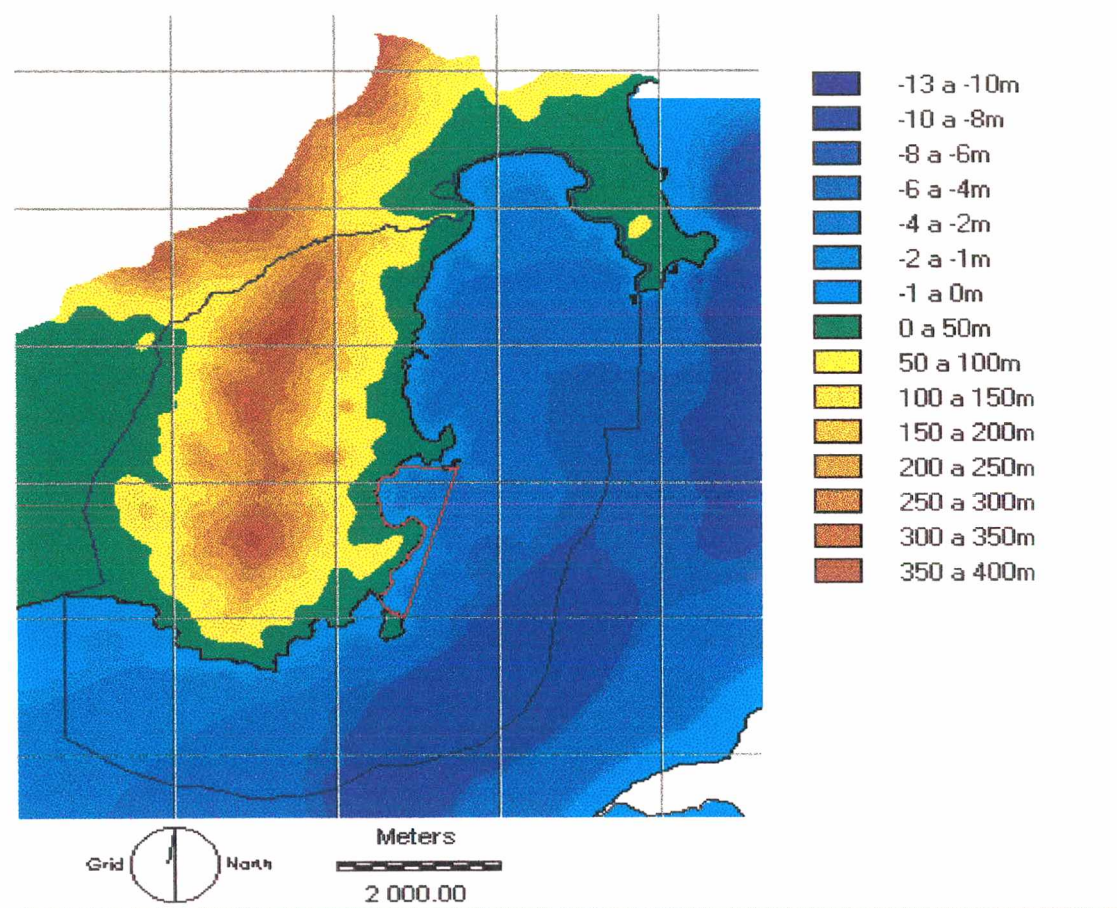 -13 a -10m
-10 a -8m
-8 a -6m
-6 a -4m
-4 a -2m
-2 a -1m
-1 a 0m
0 a 50m
50 a 100m
100 a 150m
150 a 200m
200 a 250m
250 a 300m
300 a 350m
350 a 400m
Grid North
Meters
2 000.00